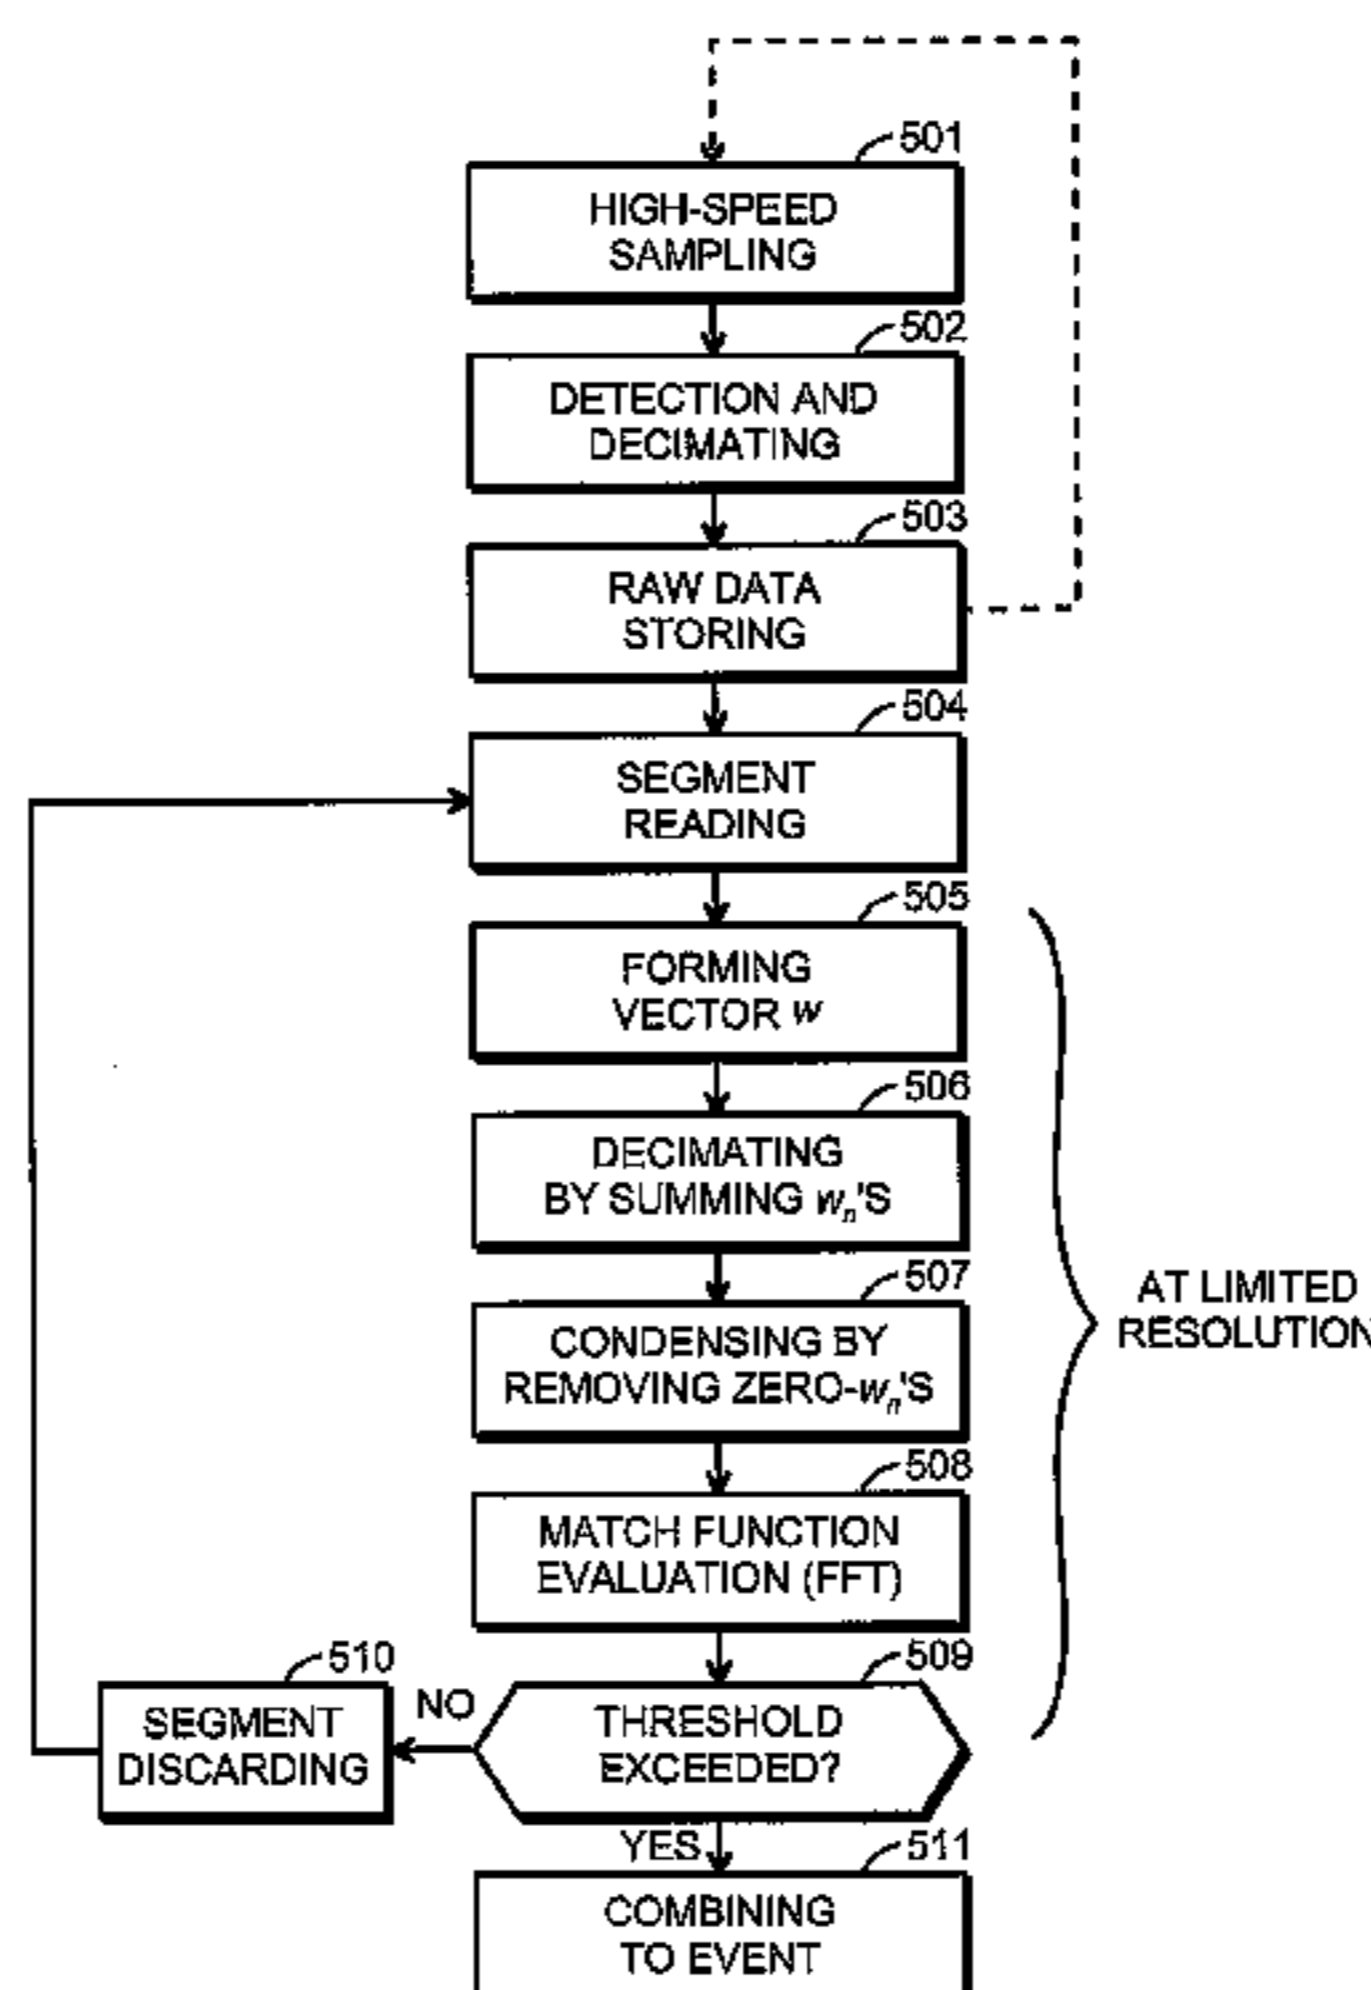 501
HIGH-SPEED
SAMPLING
502
DETECTION AND
DECIMATING
503
RAW DATA
STORING
504
SEGMENT
READING
505
FORMING
VECTOR w
506
DECIMATING
BY SUMMING wn'S
507
CONDENSING BY
REMOVING ZERO-wn'S
AT LIMITED
RESOLUTION
508
MATCH FUNCTION
EVALUATION (FFT)
509
THRESHOLD
EXCEEDED?
NO
510
SEGMENT
DISCARDING
YES
511
COMBINING
TO EVENT